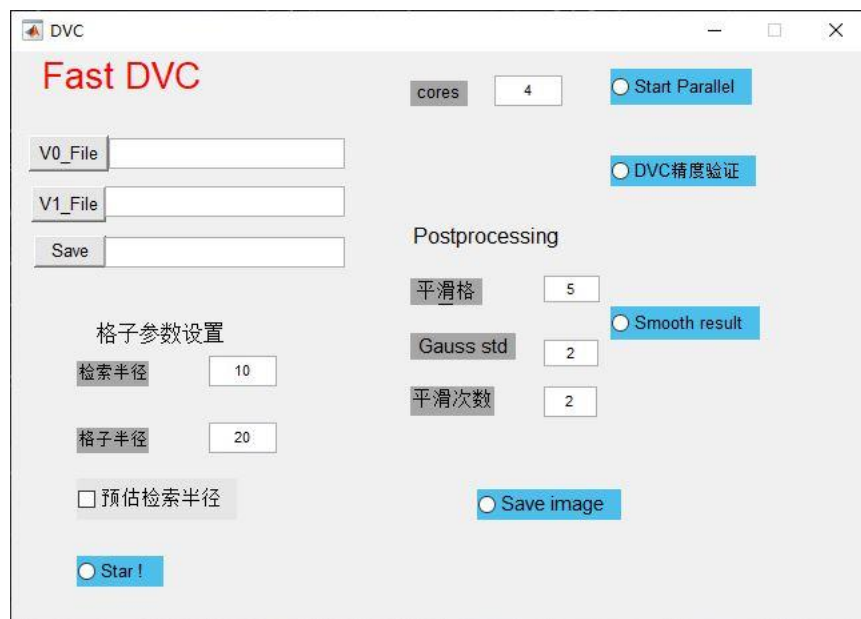 DVC
Fast DVC
cores
4
Start Parallel
V0_File
DVC精度验证
V1_File
Save
Postprocessing
平滑格
5
Smooth result
格子参数设置
Gauss std
2
检索半径
10
平滑次数
2
格子半径
20
预估检索半径
Save image
Star !